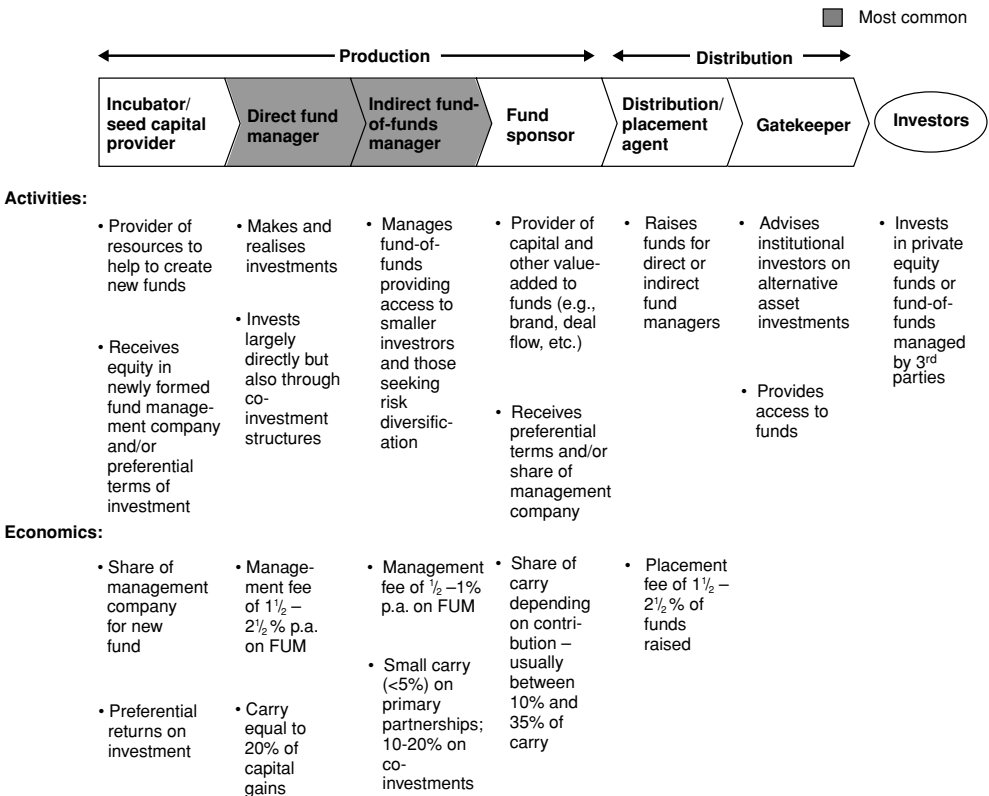 Most common
Production
Distribution
Incubator/
seed capital
provider
Direct fund
manager
Indirect fund-
of-funds
manager
Fund
sponsor
Distribution/
placement
agent
Gatekeeper
Investors
Activities:
• Provider of
resources to
help to create
new funds
• Receives
equity in
newly formed
fund manage-
ment company
and/or
preferential
terms of
investment
• Makes and
realises
investments
• Invests
largely
directly but
also through
co-
investment
structures
• Manages
fund-of-
funds
providing
access to
smaller
investrors
and those
seeking
risk
diversific-
ation
• Provider of
capital and
other value-
added to
funds (e.g.,
brand, deal
flow, etc.)
• Receives
preferential
terms and/or
share of
management
company
• Raises
funds for
direct or
indirect
fund
managers
• Advises
institutional
investors on
alternative
asset
investments
• Provides
access to
funds
• Invests
in private
equity
funds or
fund-of-
funds
managed
by 3rd
parties
Economics:
• Share of
management
company
for new
fund
• Preferential
returns on
investment
• Manage-
ment fee
of 1½ –
2½% p.a.
on FUM
• Carry
equal to
20% of
capital
gains
• Management
fee of ½ –1%
p.a. on FUM
• Small carry
(<5%) on
primary
partnerships;
10-20% on
co-
investments
• Share of
carry
depending
on contri-
bution –
usually
between
10% and
35% of
carry
• Placement
fee of 1½ –
2½% of
funds
raised